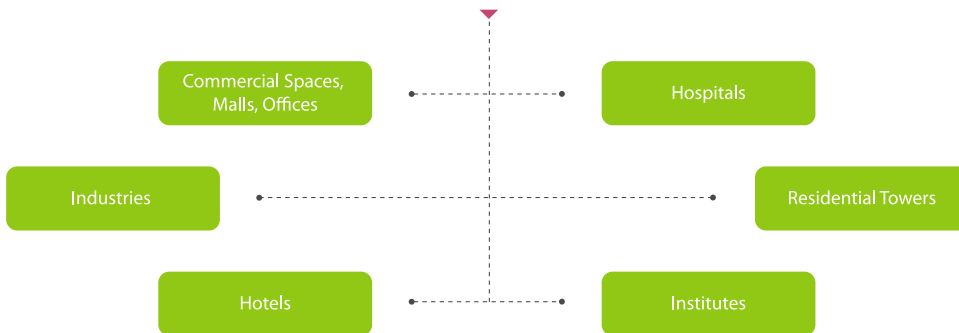 Commercial Spaces,
Malls, Offices
Hospitals
Industries
Residential Towers
Hotels
Institutes